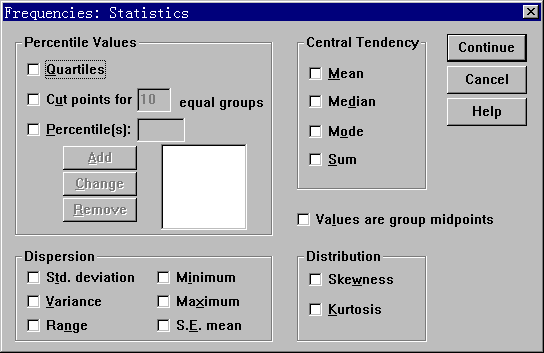 Frequencies: Statistics
Percentile Values
Quartiles
Cut points for 10 equal groups
Percentile(s):
Add
Change
Remove
Central Tendency
Mean
Median
Mode
Sum
Continue
Cancel
Help
Values are group midpoints
Dispersion
Std. deviation
Minimum
Variance
Maximum
Range
S.E. mean
Distribution
Skewness
Kurtosis